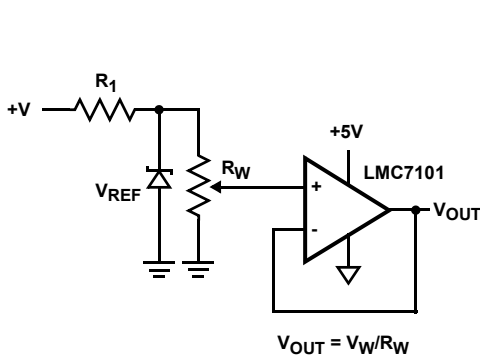 R1
+V
+5V
RW
LMC7101
VREF
+
VOUT
-
VOUT = VW/RW